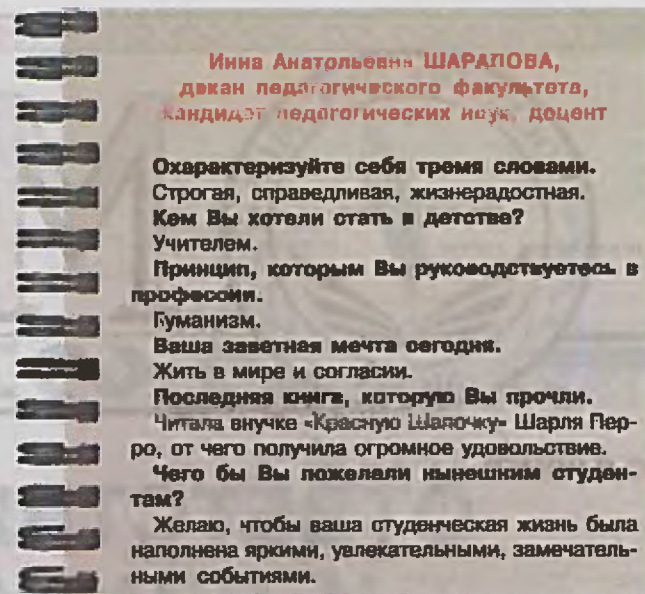 Инна Анатольевна ШАРАПОВА,
декан педагогического факультета,
кандидат педагогических наук, доцент
Охарактеризуйте себя тремя словами.
Строгая, справедливая, жизнерадостная.
Кем Вы хотели стать в детстве?
Учителем.
Принцип, которым Вы руководствуетесь в
профессии.
Гуманизм.
Ваша заветная мечта сегодня.
Жить в мире и согласии.
Последняя книга, которую Вы прочли.
Читала внучке «Красную Шапочку» Шарля Пер-
ро, от чего получила огромное удовольствие.
Чего бы Вы пожелали нынешним студен-
там?
Желаю, чтобы ваша студенческая жизнь была
наполнена яркими, увлекательными, замечатель-
ными событиями.